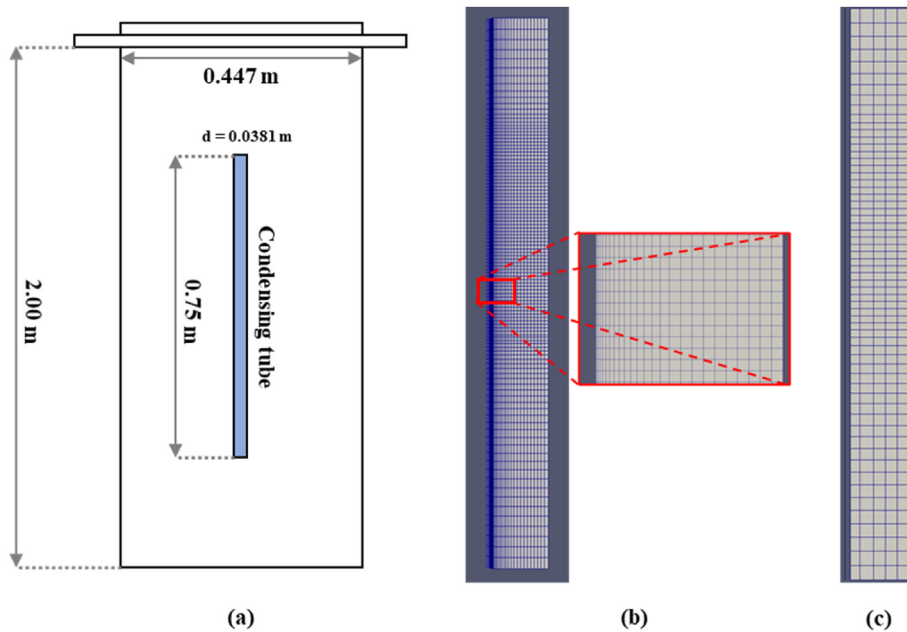 0.447 m
d = 0.0381 m
Condensing tube
0.75 m
2.00 m
(a)
(b)
(c)